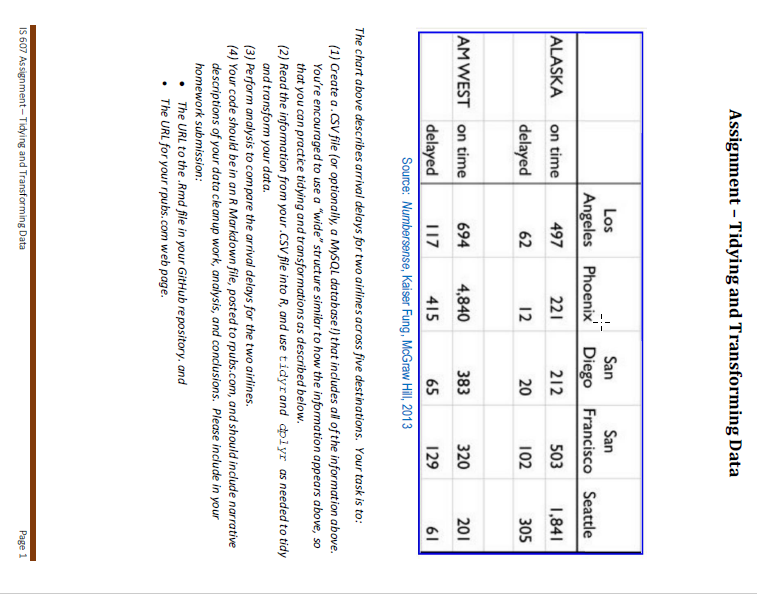 Assignment – Tidying and Transforming Data
Los Angeles Phoenix San Diego San Francisco Seattle
ALASKA on time 497 221 212 503 1,841
delayed 62 12 20 102 305
AM WEST on time 694 4,840 383 320 201
delayed 117 415 65 129 61
Source: Numbersense, Kaiser Fung, McGraw Hill, 2013
The chart above describes arrival delays for two airlines across five destinations. Your task is to:
(1) Create a .CSV file (or optionally, a MySQL database!) that includes all of the information above.
You're encouraged to use a "wide" structure similar to how the information appears above, so
that you can practice tidying and transformations as described below.
(2) Read the information from your .CSV file into R, and use tidyr and dplyr as needed to tidy
and transform your data.
(3) Perform analysis to compare the arrival delays for the two airlines.
(4) Your code should be in an R Markdown file, posted to rpubs.com, and should include narrative
descriptions of your data cleanup work, analysis, and conclusions. Please include in your
homework submission:
• The URL to the .Rmd file in your GitHub repository. and
• The URL for your rpubs.com web page.
IS 607 Assignment – Tidying and Transforming Data Page 1